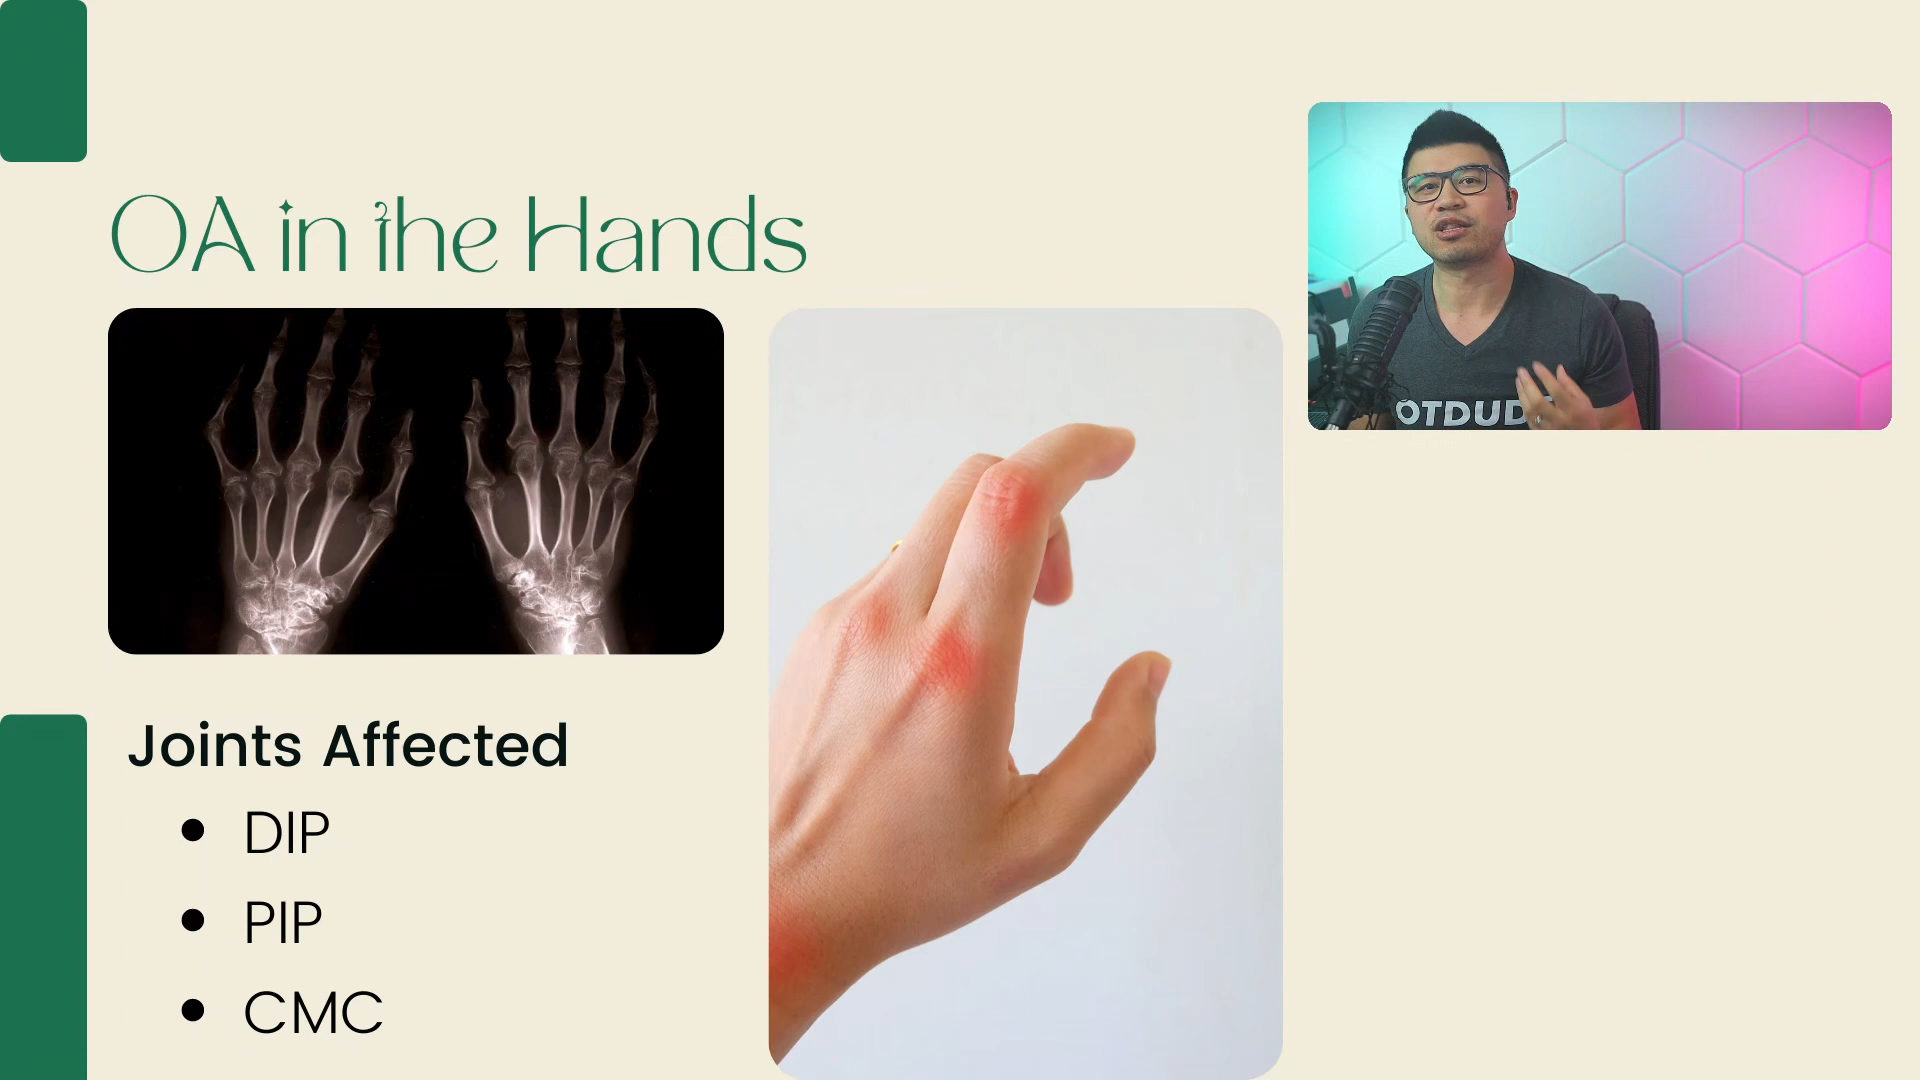 OA in the Hands
OTDUD
Joints Affected
DIP
PIP
CMC